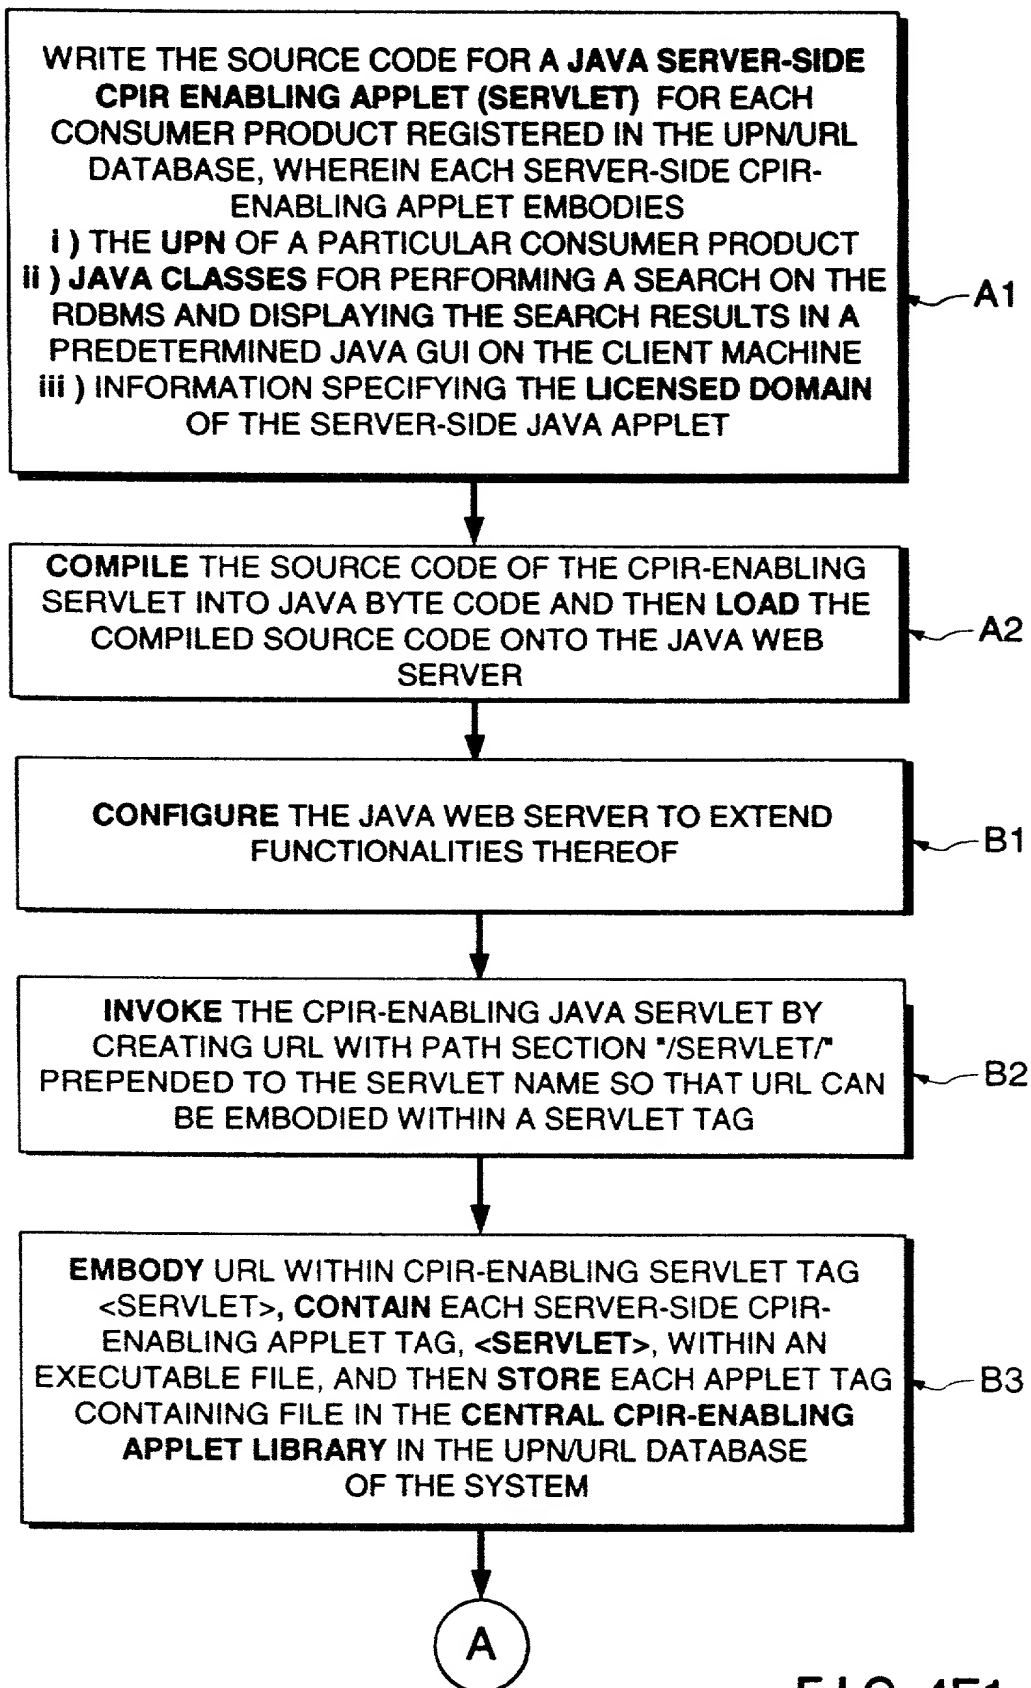 WRITE THE SOURCE CODE FOR A JAVA SERVER-SIDE
CPIR ENABLING APPLET (SERVLET) FOR EACH
CONSUMER PRODUCT REGISTERED IN THE UPN/URL
DATABASE, WHEREIN EACH SERVER-SIDE CPIR-
ENABLING APPLET EMBODIES
i ) THE UPN OF A PARTICULAR CONSUMER PRODUCT
ii ) JAVA CLASSES FOR PERFORMING A SEARCH ON THE
RDBMS AND DISPLAYING THE SEARCH RESULTS IN A
PREDETERMINED JAVA GUI ON THE CLIENT MACHINE
iii ) INFORMATION SPECIFYING THE LICENSED DOMAIN
OF THE SERVER-SIDE JAVA APPLET
A1
COMPILE THE SOURCE CODE OF THE CPIR-ENABLING
SERVLET INTO JAVA BYTE CODE AND THEN LOAD THE
COMPILED SOURCE CODE ONTO THE JAVA WEB
SERVER
A2
CONFIGURE THE JAVA WEB SERVER TO EXTEND
FUNCTIONALITIES THEREOF
B1
INVOKE THE CPIR-ENABLING JAVA SERVLET BY
CREATING URL WITH PATH SECTION "/SERVLET/"
PREPENDED TO THE SERVLET NAME SO THAT URL CAN
BE EMBODIED WITHIN A SERVLET TAG
B2
EMBODY URL WITHIN CPIR-ENABLING SERVLET TAG
<SERVLET>, CONTAIN EACH SERVER-SIDE CPIR-
ENABLING APPLET TAG, <SERVLET>, WITHIN AN
EXECUTABLE FILE, AND THEN STORE EACH APPLET TAG
CONTAINING FILE IN THE CENTRAL CPIR-ENABLING
APPLET LIBRARY IN THE UPN/URL DATABASE
OF THE SYSTEM
B3
A
FIG. 4E1